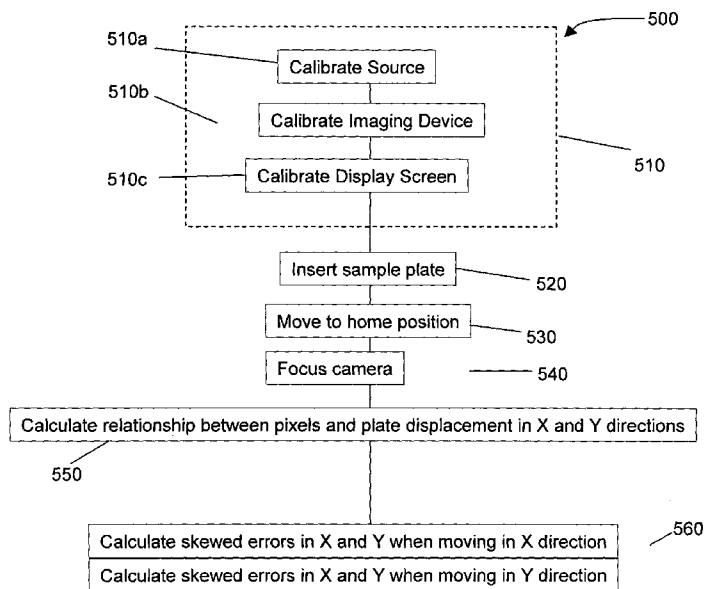 500
510a
Calibrate Source
510b
Calibrate Imaging Device
510
510c
Calibrate Display Screen
Insert sample plate
520
Move to home position
530
Focus camera
540
Calculate relationship between pixels and plate displacement in X and Y directions
550
Calculate skewed errors in X and Y when moving in X direction
560
Calculate skewed errors in X and Y when moving in Y direction